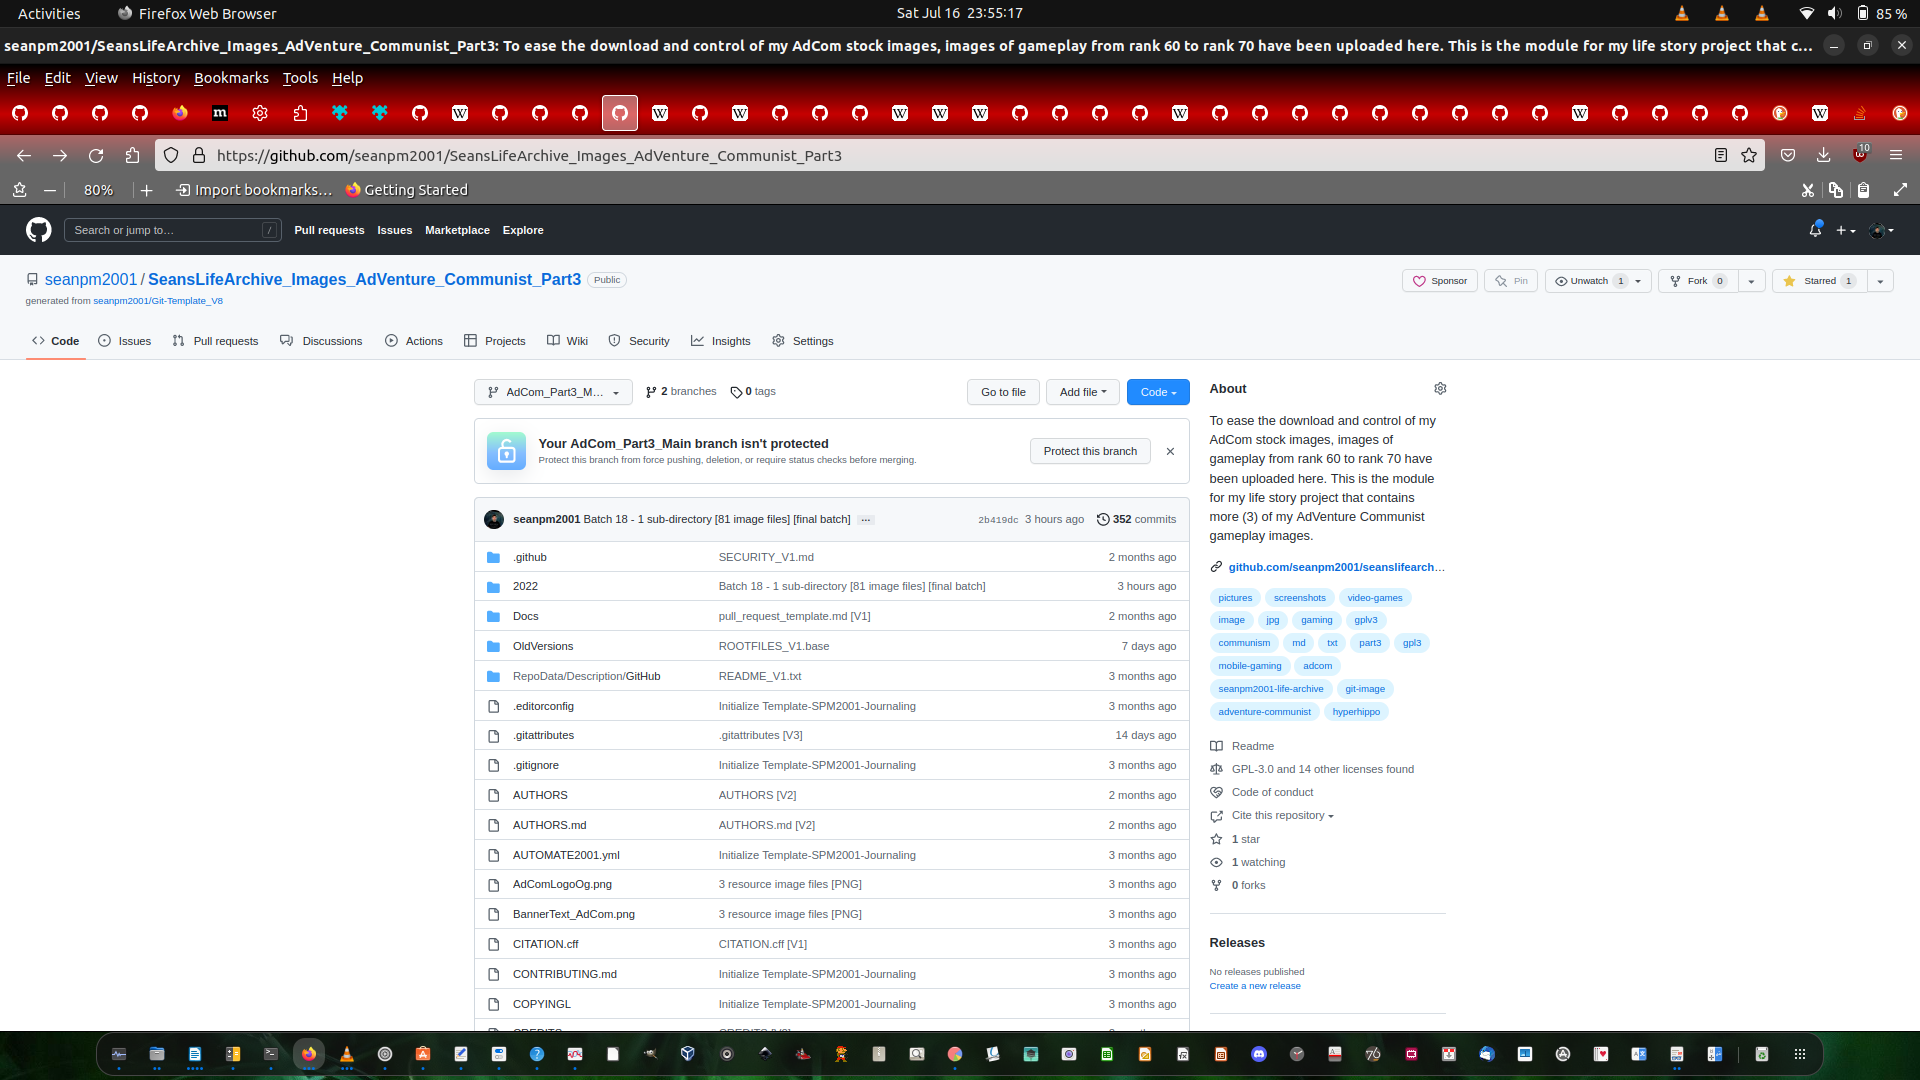 Activities
Firefox Web Browser
Sat Jul 16 23:55:17
85 %
seanpm2001/SeansLifeArchive_Images_AdVenture_Communist_Part3: To ease the download and control of my AdCom stock images, images of gameplay from rank 60 to rank 70 have been uploaded here. This is the module for my life story project that c…
File Edit View History Bookmarks Tools Help
https://github.com/seanpm2001/SeansLifeArchive_Images_AdVenture_Communist_Part3
10
80%
Import bookmarks…
Getting Started
Search or jump to…
/
Pull requests Issues Marketplace Explore
seanpm2001 / SeansLifeArchive_Images_AdVenture_Communist_Part3
Public
generated from seanpm2001/Git-Template_V8
Sponsor
Pin
Unwatch 1
Fork 0
Starred 1
Code
Issues
Pull requests
Discussions
Actions
Projects
Wiki
Security
Insights
Settings
AdCom_Part3_M…
2 branches
0 tags
Go to file
Add file
Code
Your AdCom_Part3_Main branch isn't protected
Protect this branch from force pushing, deletion, or require status checks before merging.
Protect this branch
seanpm2001 Batch 18 - 1 sub-directory [81 image files] [final batch] …
2b419dc 3 hours ago
352 commits
.github SECURITY_V1.md 2 months ago
2022 Batch 18 - 1 sub-directory [81 image files] [final batch] 3 hours ago
Docs pull_request_template.md [V1] 2 months ago
OldVersions ROOTFILES_V1.base 7 days ago
RepoData/Description/GitHub README_V1.txt 3 months ago
.editorconfig Initialize Template-SPM2001-Journaling 3 months ago
.gitattributes .gitattributes [V3] 14 days ago
.gitignore Initialize Template-SPM2001-Journaling 3 months ago
AUTHORS AUTHORS [V2] 2 months ago
AUTHORS.md AUTHORS.md [V2] 2 months ago
AUTOMATE2001.yml Initialize Template-SPM2001-Journaling 3 months ago
AdComLogoOg.png 3 resource image files [PNG] 3 months ago
BannerText_AdCom.png 3 resource image files [PNG] 3 months ago
CITATION.cff CITATION.cff [V1] 3 months ago
CONTRIBUTING.md Initialize Template-SPM2001-Journaling 3 months ago
COPYINGL Initialize Template-SPM2001-Journaling 3 months ago
About
To ease the download and control of my
AdCom stock images, images of
gameplay from rank 60 to rank 70 have
been uploaded here. This is the module
for my life story project that contains
more (3) of my AdVenture Communist
gameplay images.
github.com/seanpm2001/seanslifearch…
pictures screenshots video-games
image jpg gaming gplv3
communism md txt part3 gpl3
mobile-gaming adcom
seanpm2001-life-archive git-image
adventure-communist hyperhippo
Readme
GPL-3.0 and 14 other licenses found
Code of conduct
Cite this repository
1 star
1 watching
0 forks
Releases
No releases published
Create a new release